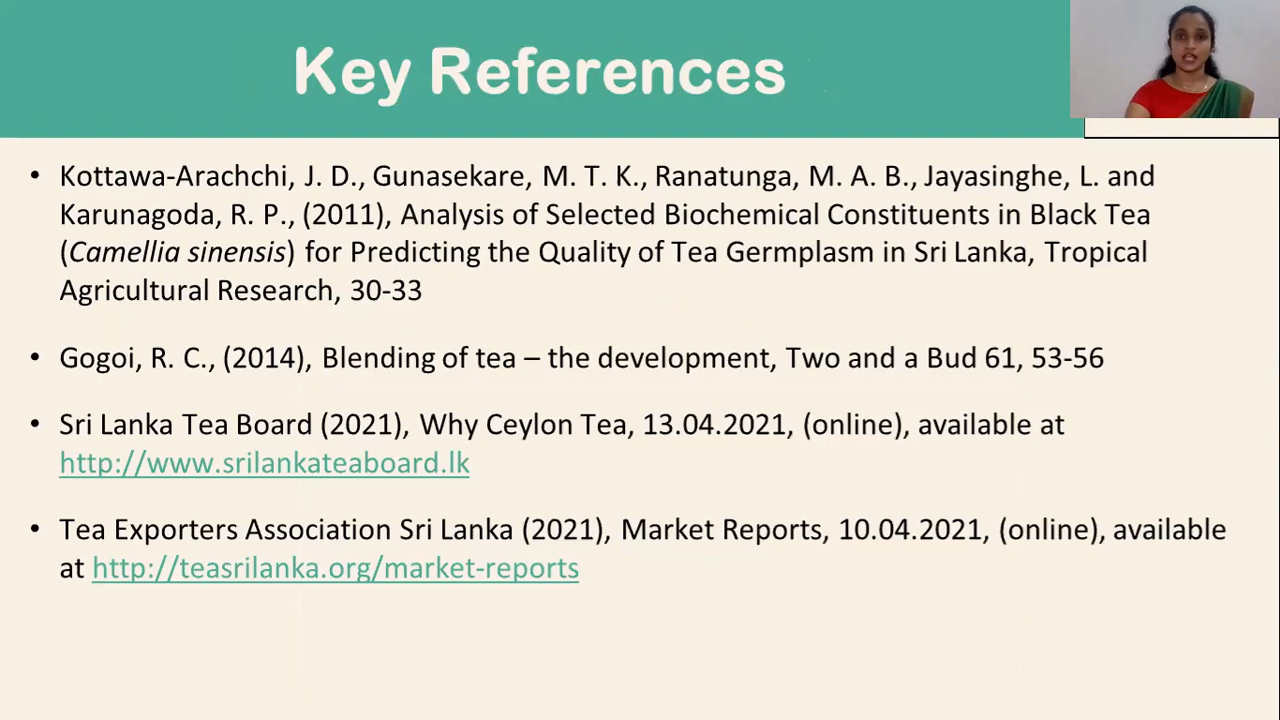 Key References
• Kottawa-Arachchi, J. D., Gunasekare, M. T. K., Ranatunga, M. A. B., Jayasinghe, L. and
Karunagoda, R. P., (2011), Analysis of Selected Biochemical Constituents in Black Tea
(Camellia sinensis) for Predicting the Quality of Tea Germplasm in Sri Lanka, Tropical
Agricultural Research, 30-33
• Gogoi, R. C., (2014), Blending of tea – the development, Two and a Bud 61, 53-56
• Sri Lanka Tea Board (2021), Why Ceylon Tea, 13.04.2021, (online), available at
http://www.srilankateaboard.lk
• Tea Exporters Association Sri Lanka (2021), Market Reports, 10.04.2021, (online), available
at http://teasrilanka.org/market-reports